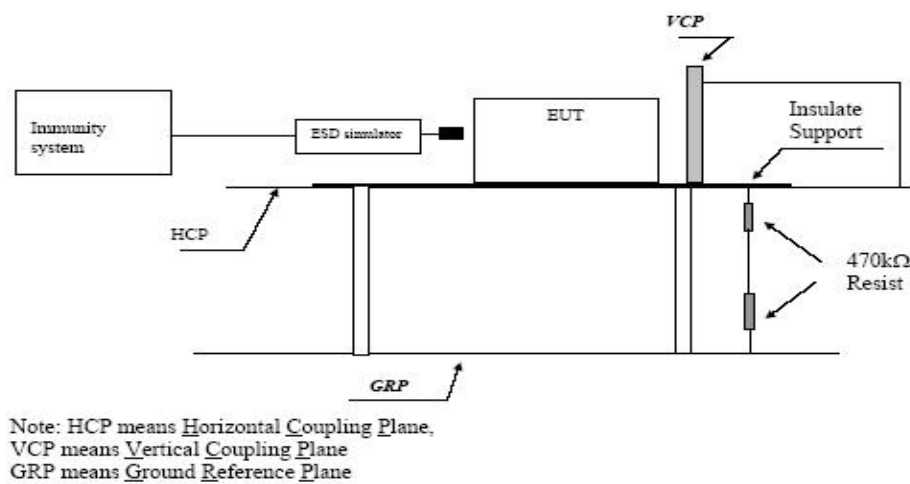 VCP
Immunity
system
ESD simulator
EUT
Insulate
Support
HCP
470kΩ
Resist
GRP
Note: HCP means Horizontal Coupling Plane,
VCP means Vertical Coupling Plane
GRP means Ground Reference Plane